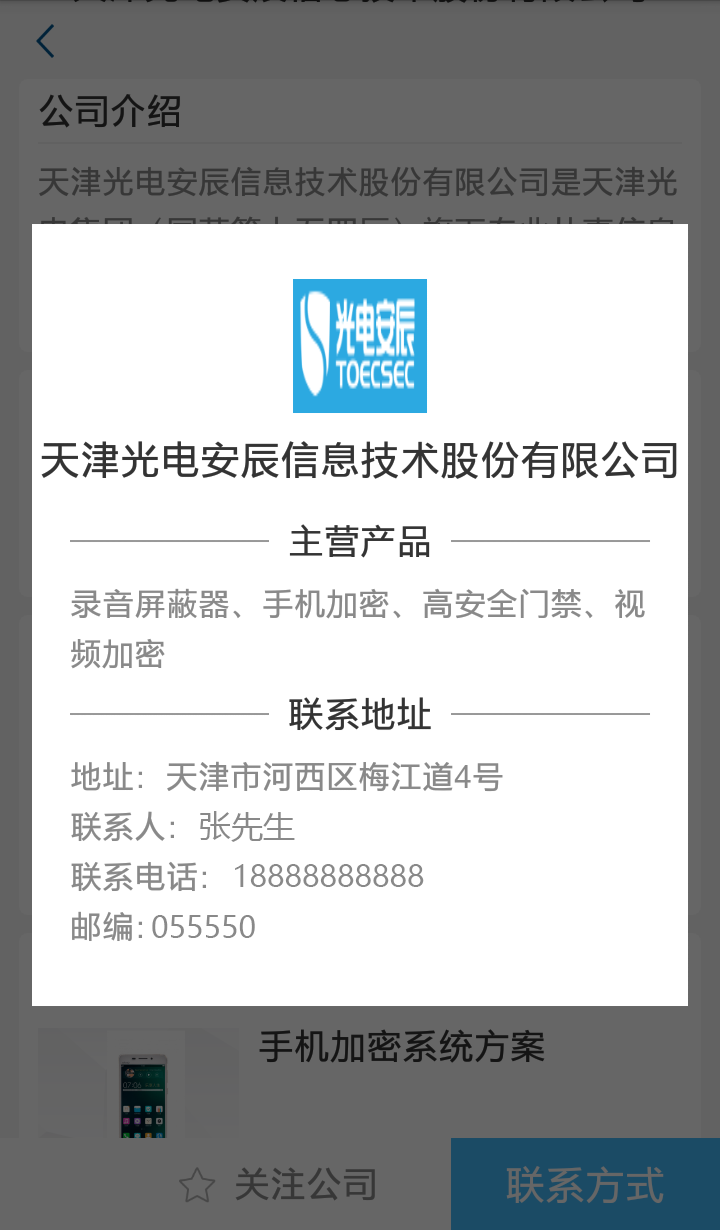 公司介绍
天津光电安辰信息技术股份有限公司是天津光
光电安辰
TOECSEC
天津光电安辰信息技术股份有限公司
主营产品
录音屏蔽器、手机加密、高安全门禁、视
频加密
联系地址
地址：天津市河西区梅江道4号
联系人：张先生
联系电话：18888888888
邮编:055550
手机加密系统方案
07:06
关注公司
联系方式